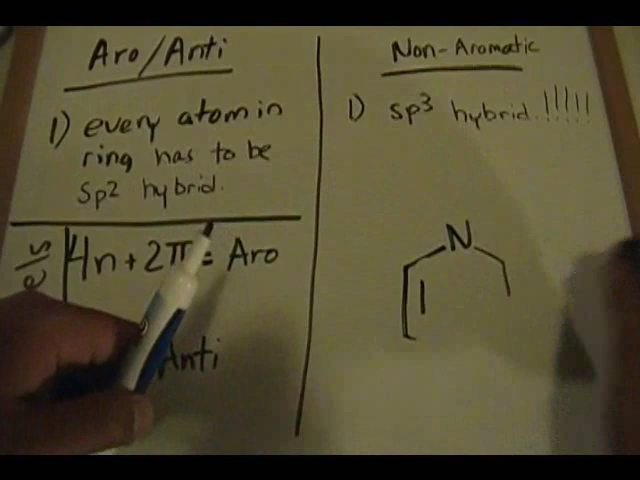 Aro/Anti
1) every atom in
ring has to be
sp2 hybrid.
e's
4n+2π = Aro
Anti
Non-Aromatic
1) sp3 hybrid.!!!!!
N